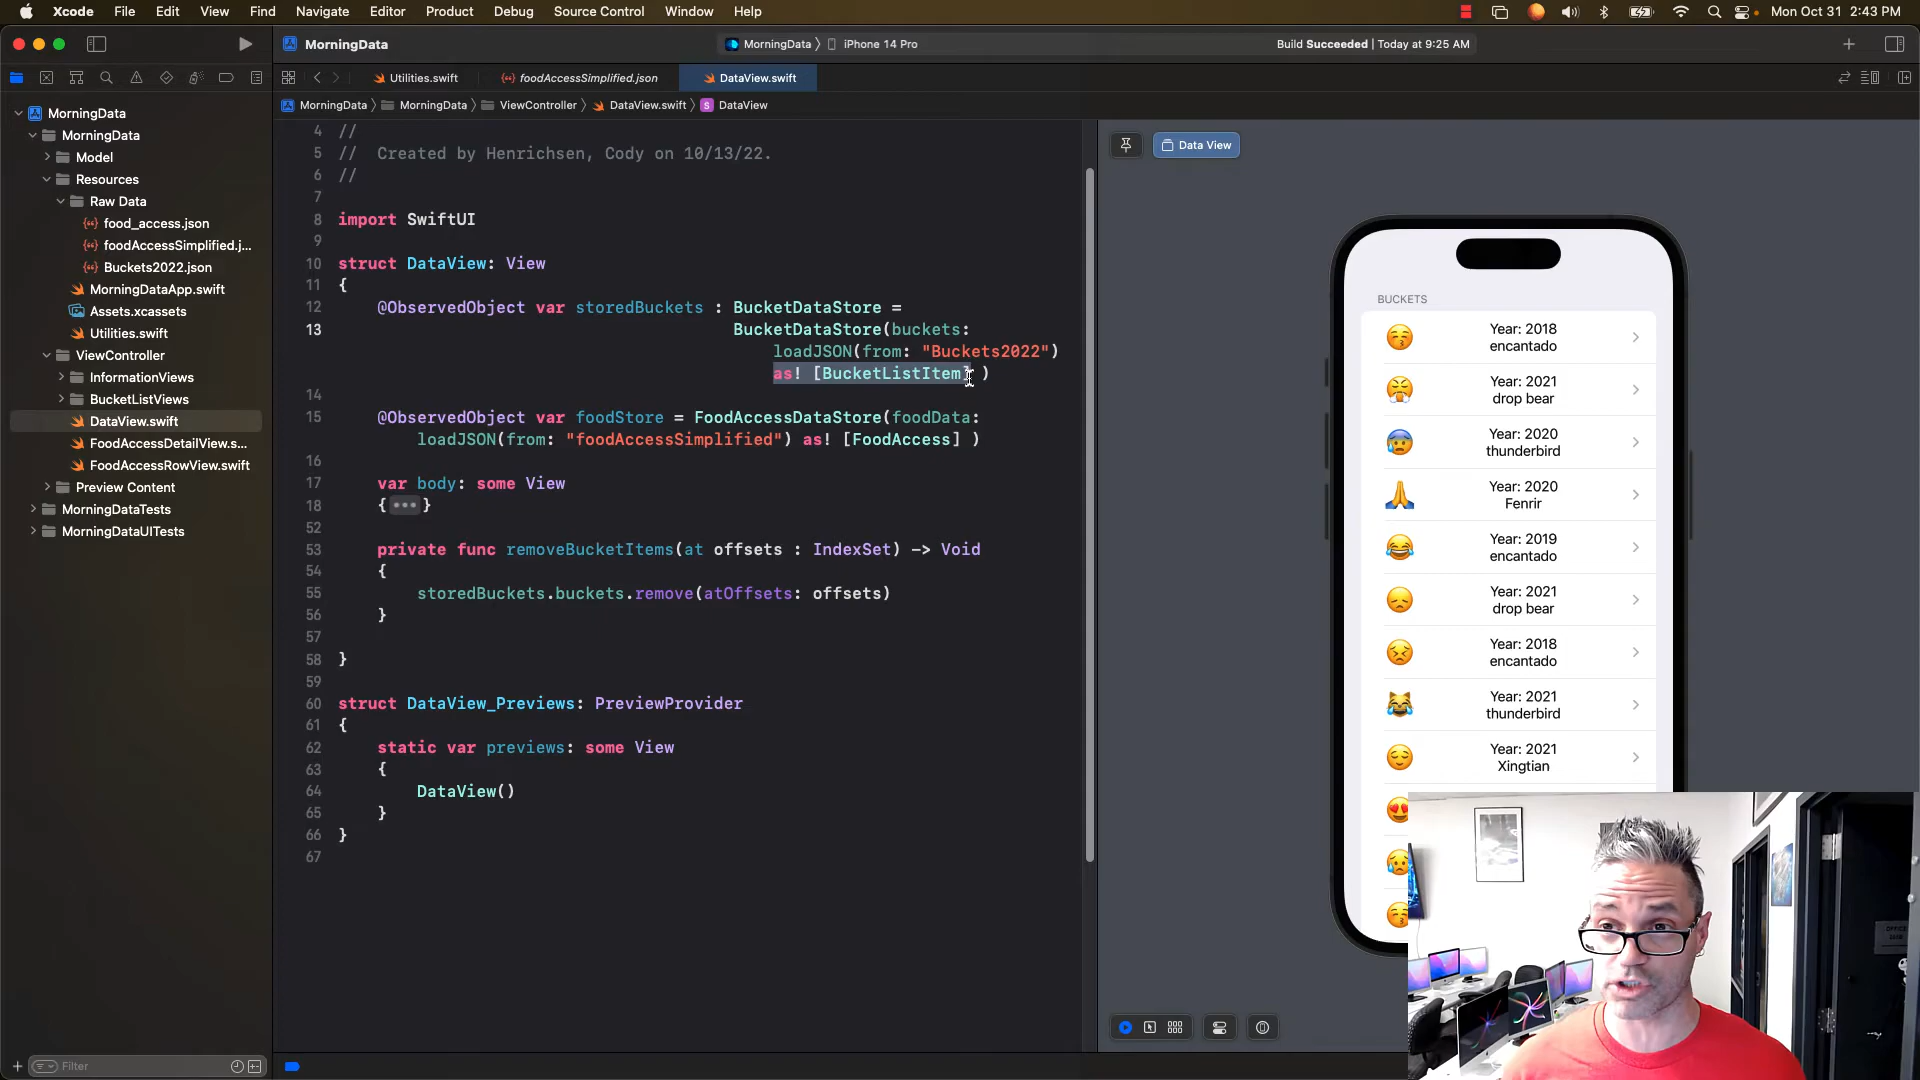 Xcode File Edit View Find Navigate Editor Product Debug Source Control Window Help Mon Oct 31 2:43 PM
MorningData
MorningData 〉 iPhone 14 Pro
Build Succeeded | Today at 9:25 AM
Utilities.swift
foodAccessSimplified.json
DataView.swift
MorningData 〉 MorningData 〉 ViewController 〉 DataView.swift 〉 S DataView
MorningData
MorningData
Model
Resources
Raw Data
food_access.json
foodAccessSimplified.j...
Buckets2022.json
MorningDataApp.swift
Assets.xcassets
Utilities.swift
ViewController
InformationViews
BucketListViews
DataView.swift
FoodAccessDetailView.s...
FoodAccessRowView.swift
Preview Content
MorningDataTests
MorningDataUITests
Filter
4 //
5 // Created by Henrichsen, Cody on 10/13/22.
6 //
7
8 import SwiftUI
9
10 struct DataView: View
11 {
12 @ObservedObject var storedBuckets : BucketDataStore =
13 BucketDataStore(buckets:
loadJSON(from: "Buckets2022")
as! [BucketListItem] )
14
15 @ObservedObject var foodStore = FoodAccessDataStore(foodData:
loadJSON(from: "foodAccessSimplified") as! [FoodAccess] )
16
17 var body: some View
18 {•••}
52
53 private func removeBucketItems(at offsets : IndexSet) -> Void
54 {
55 storedBuckets.buckets.remove(atOffsets: offsets)
56 }
57
58 }
59
60 struct DataView_Previews: PreviewProvider
61 {
62 static var previews: some View
63 {
64 DataView()
65 }
66 }
67
Data View
BUCKETS
Year: 2018
encantado
Year: 2021
drop bear
Year: 2020
thunderbird
Year: 2020
Fenrir
Year: 2019
encantado
Year: 2021
drop bear
Year: 2018
encantado
Year: 2021
thunderbird
Year: 2021
Xingtian